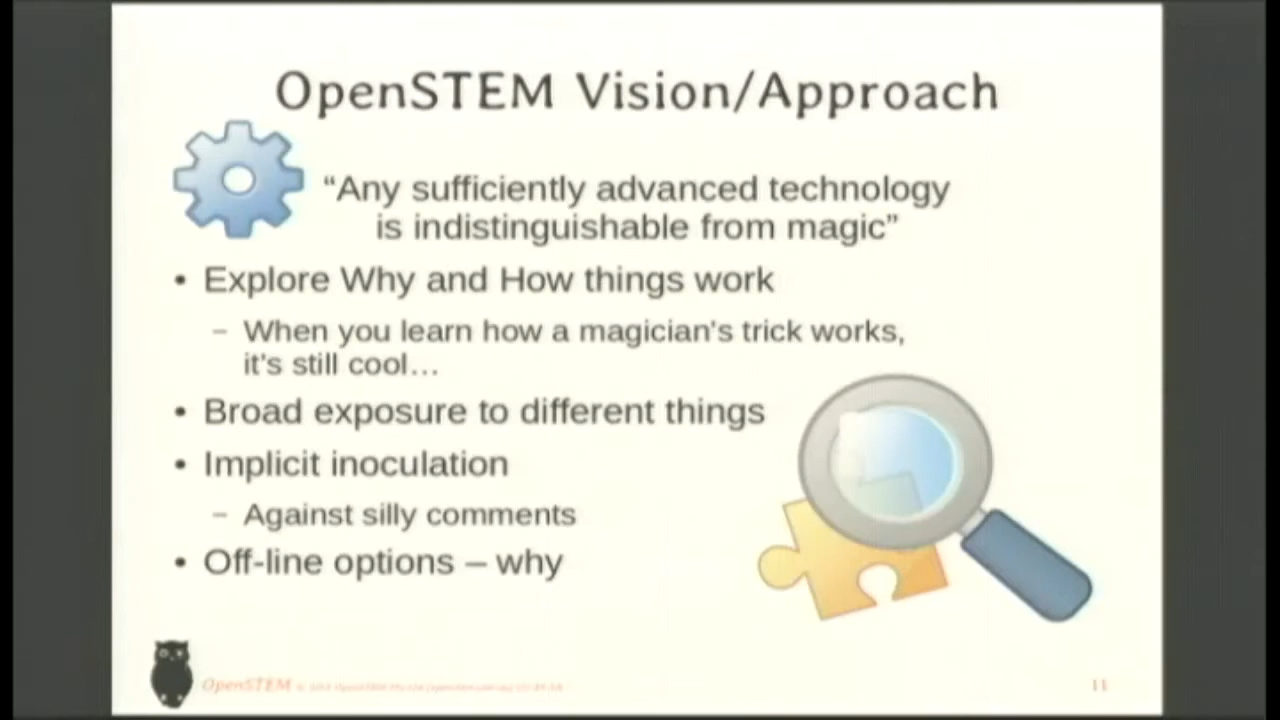 OpenSTEM Vision/Approach
“Any sufficiently advanced technology
is indistinguishable from magic”
• Explore Why and How things work
– When you learn how a magician's trick works,
it's still cool…
• Broad exposure to different things
• Implicit inoculation
– Against silly comments
• Off-line options – why
OpenSTEM
11